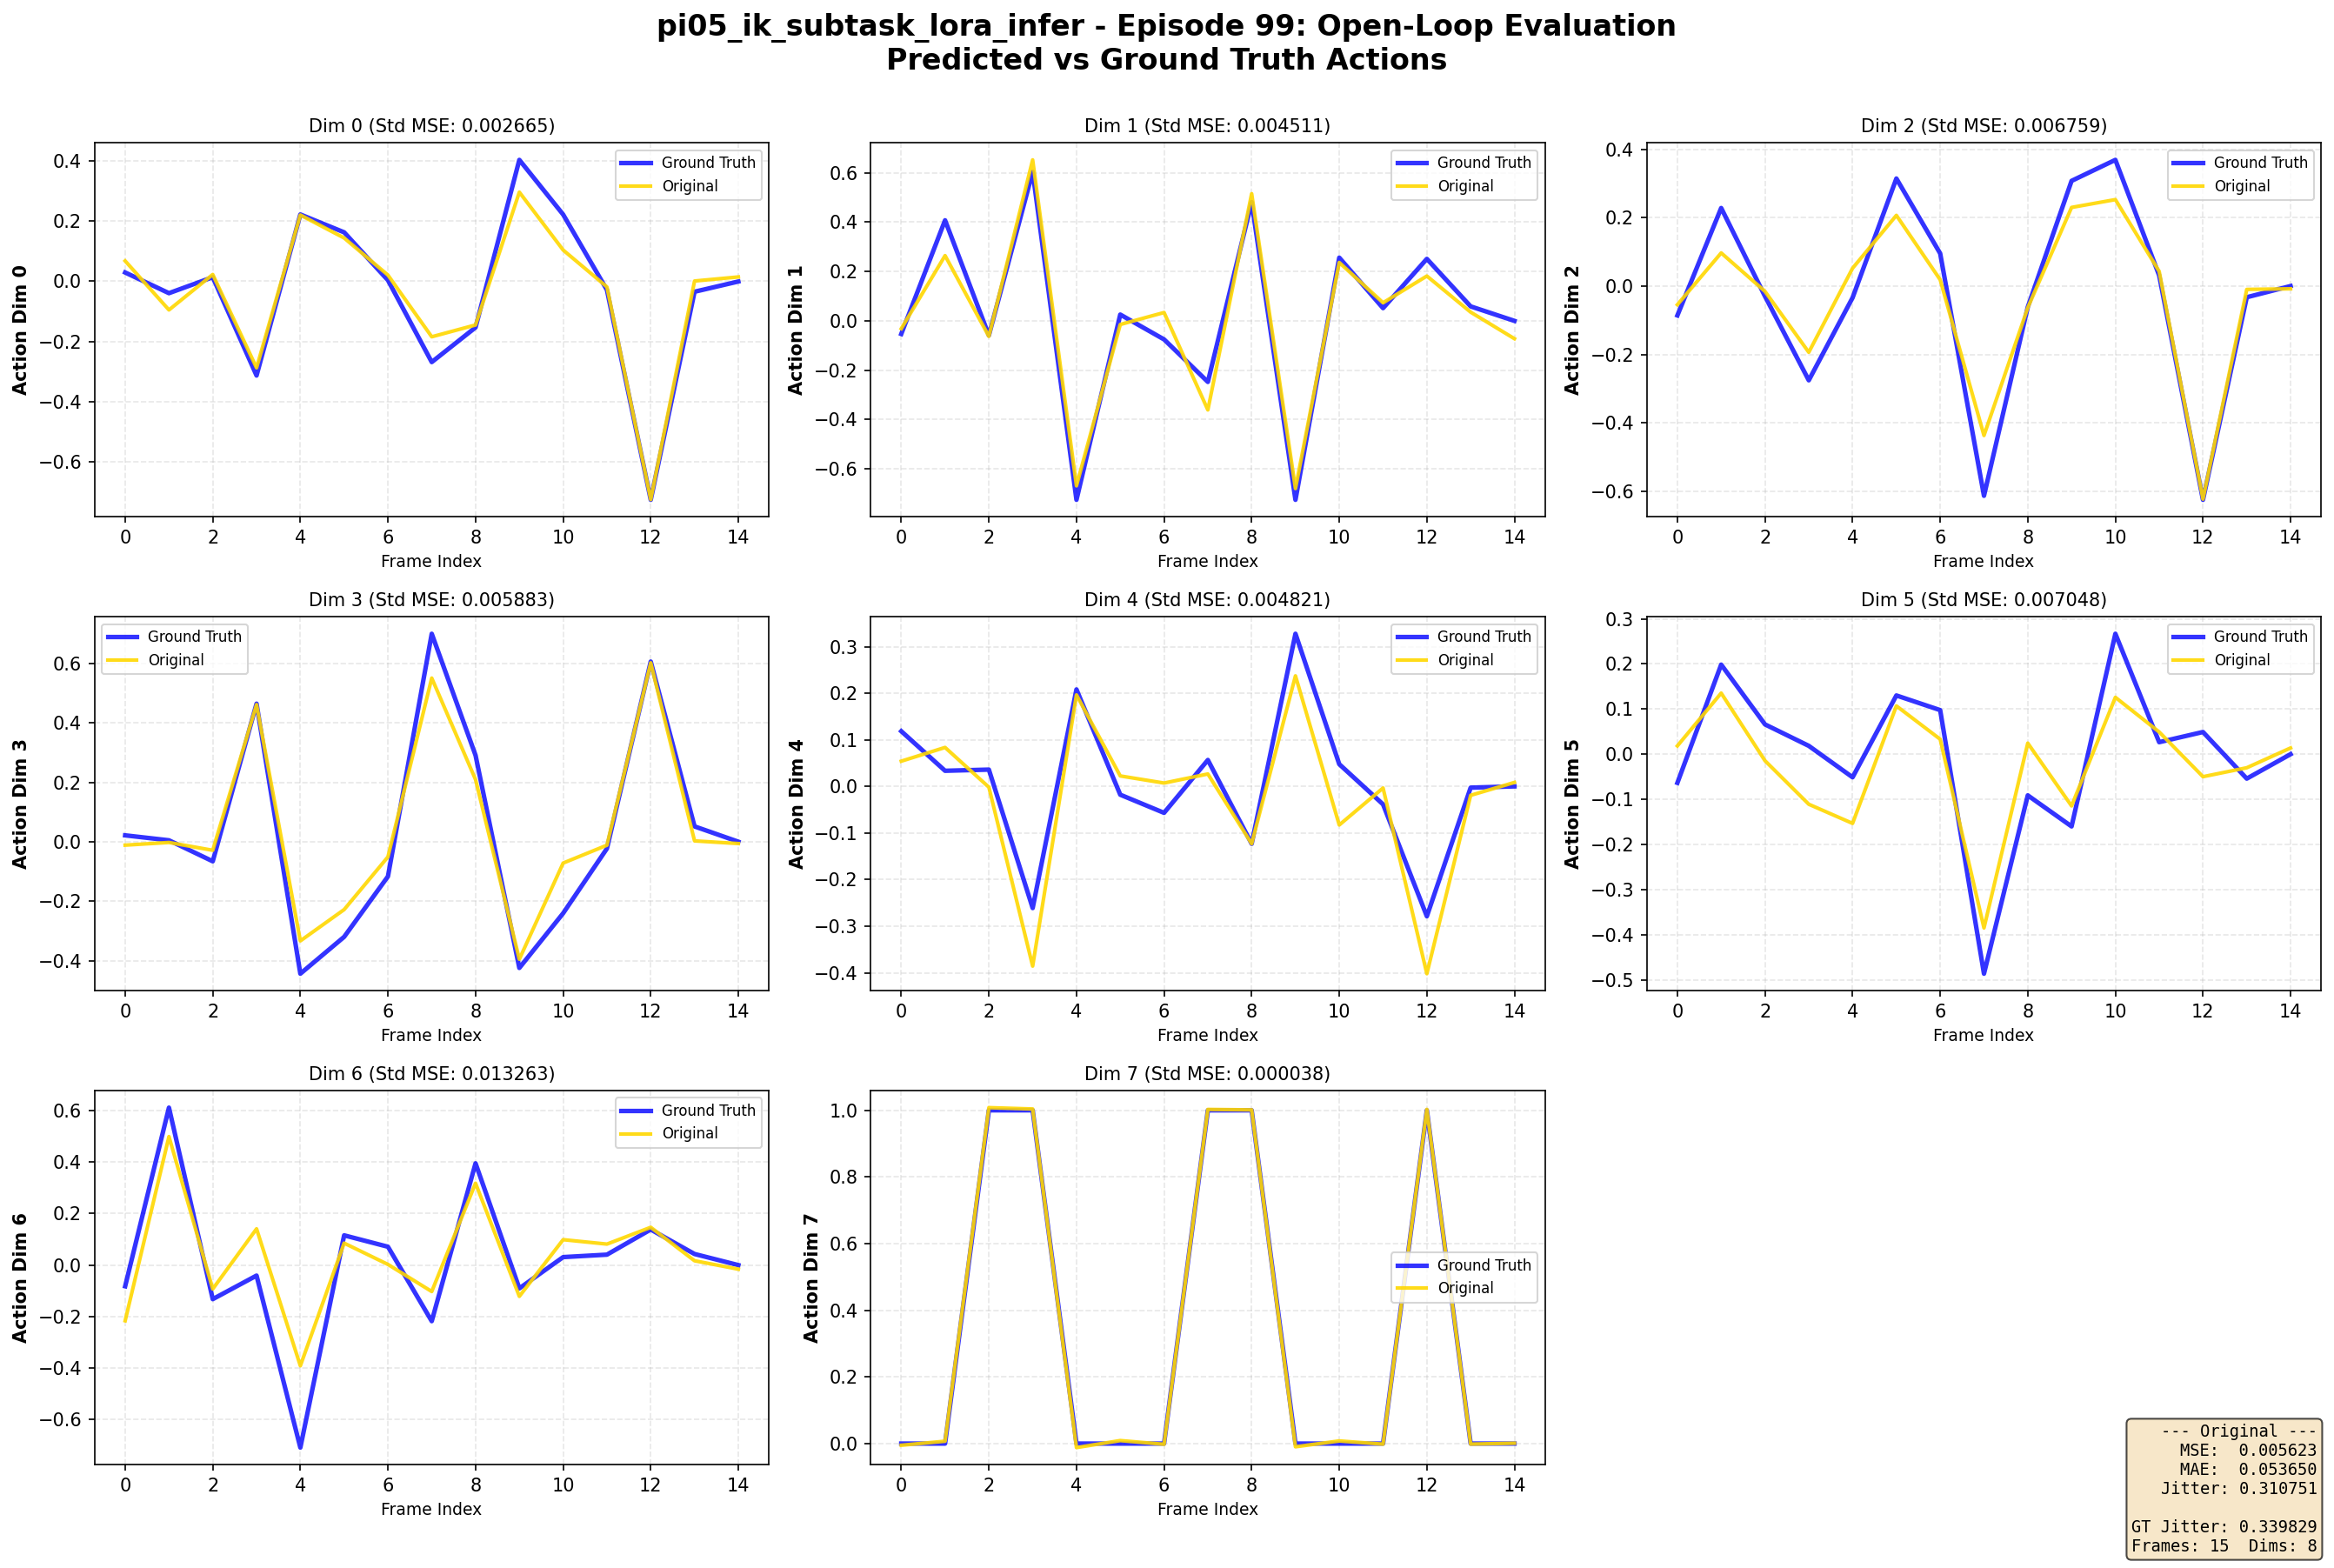 pi05_ik_subtask_lora_infer - Episode 99: Open-Loop Evaluation
Predicted vs Ground Truth Actions
Dim 0 (Std MSE: 0.002665)
Action Dim 0
0.4
0.2
0.0
−0.2
−0.4
−0.6
Ground Truth
Original
0 2 4 6 8 10 12 14
Frame Index
Dim 1 (Std MSE: 0.004511)
Action Dim 1
0.6
0.4
0.2
0.0
−0.2
−0.4
−0.6
Ground Truth
Original
0 2 4 6 8 10 12 14
Frame Index
Dim 2 (Std MSE: 0.006759)
Action Dim 2
0.4
0.2
0.0
−0.2
−0.4
−0.6
Ground Truth
Original
0 2 4 6 8 10 12 14
Frame Index
Dim 3 (Std MSE: 0.005883)
Action Dim 3
0.6
0.4
0.2
0.0
−0.2
−0.4
Ground Truth
Original
0 2 4 6 8 10 12 14
Frame Index
Dim 4 (Std MSE: 0.004821)
Action Dim 4
0.3
0.2
0.1
0.0
−0.1
−0.2
−0.3
−0.4
Ground Truth
Original
0 2 4 6 8 10 12 14
Frame Index
Dim 5 (Std MSE: 0.007048)
Action Dim 5
0.3
0.2
0.1
0.0
−0.1
−0.2
−0.3
−0.4
−0.5
Ground Truth
Original
0 2 4 6 8 10 12 14
Frame Index
Dim 6 (Std MSE: 0.013263)
Action Dim 6
0.6
0.4
0.2
0.0
−0.2
−0.4
−0.6
Ground Truth
Original
0 2 4 6 8 10 12 14
Frame Index
Dim 7 (Std MSE: 0.000038)
Action Dim 7
1.0
0.8
0.6
0.4
0.2
0.0
Ground Truth
Original
0 2 4 6 8 10 12 14
Frame Index
--- Original ---
MSE: 0.005623
MAE: 0.053650
Jitter: 0.310751
GT Jitter: 0.339829
Frames: 15 Dims: 8